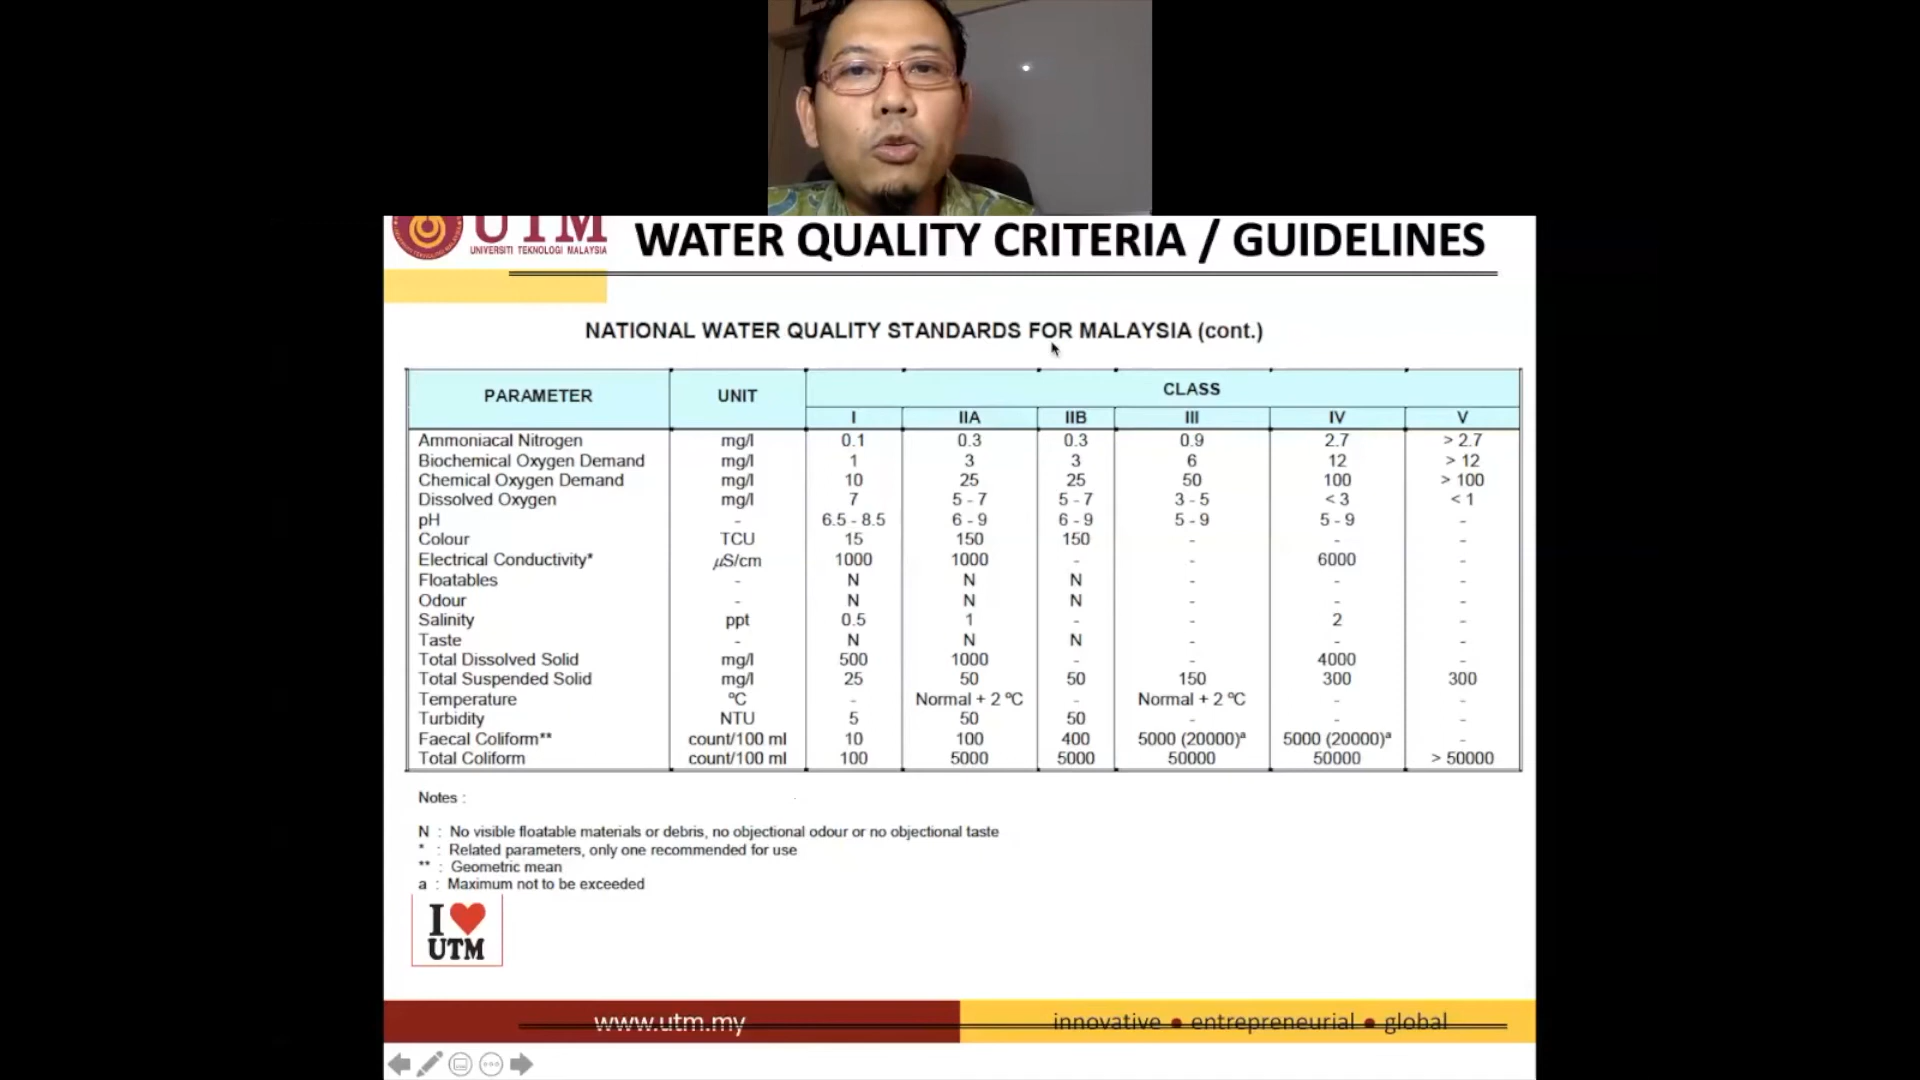 UTM
UNIVERSITI TEKNOLOGI MALAYSIA
WATER QUALITY CRITERIA / GUIDELINES
NATIONAL WATER QUALITY STANDARDS FOR MALAYSIA (cont.)
PARAMETER UNIT CLASS
I IIA IIB III IV V
Ammoniacal Nitrogen mg/l 0.1 0.3 0.3 0.9 2.7 > 2.7
Biochemical Oxygen Demand mg/l 1 3 3 6 12 > 12
Chemical Oxygen Demand mg/l 10 25 25 50 100 > 100
Dissolved Oxygen mg/l 7 5 - 7 5 - 7 3 - 5 < 3 < 1
pH - 6.5 - 8.5 6 - 9 6 - 9 5 - 9 5 - 9 -
Colour TCU 15 150 150 - - -
Electrical Conductivity* µS/cm 1000 1000 - - 6000 -
Floatables - N N N - - -
Odour - N N N - - -
Salinity ppt 0.5 1 - - 2 -
Taste - N N N - - -
Total Dissolved Solid mg/l 500 1000 - - 4000 -
Total Suspended Solid mg/l 25 50 50 150 300 300
Temperature ºC - Normal + 2 ºC - Normal + 2 ºC - -
Turbidity NTU 5 50 50 - - -
Faecal Coliform** count/100 ml 10 100 400 5000 (20000)ª 5000 (20000)ª -
Total Coliform count/100 ml 100 5000 5000 50000 50000 > 50000
Notes :
N : No visible floatable materials or debris, no objectional odour or no objectional taste
* : Related parameters, only one recommended for use
** : Geometric mean
a : Maximum not to be exceeded
I ♥
UTM
www.utm.my innovative ● entrepreneurial ● global